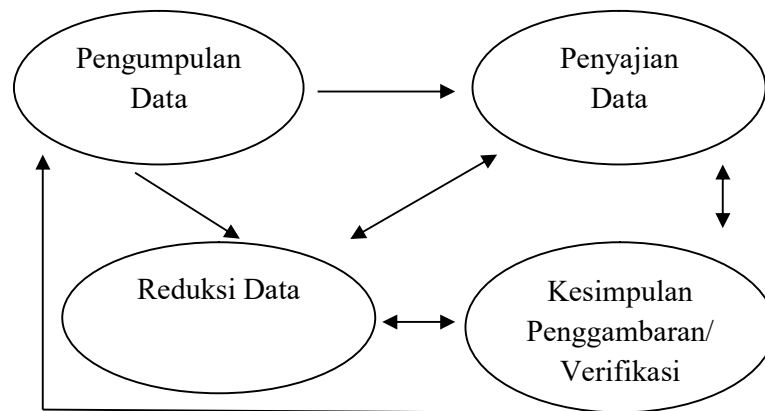 Pengumpulan
Data
Penyajian
Data
Reduksi Data
Kesimpulan
Penggambaran/
Verifikasi